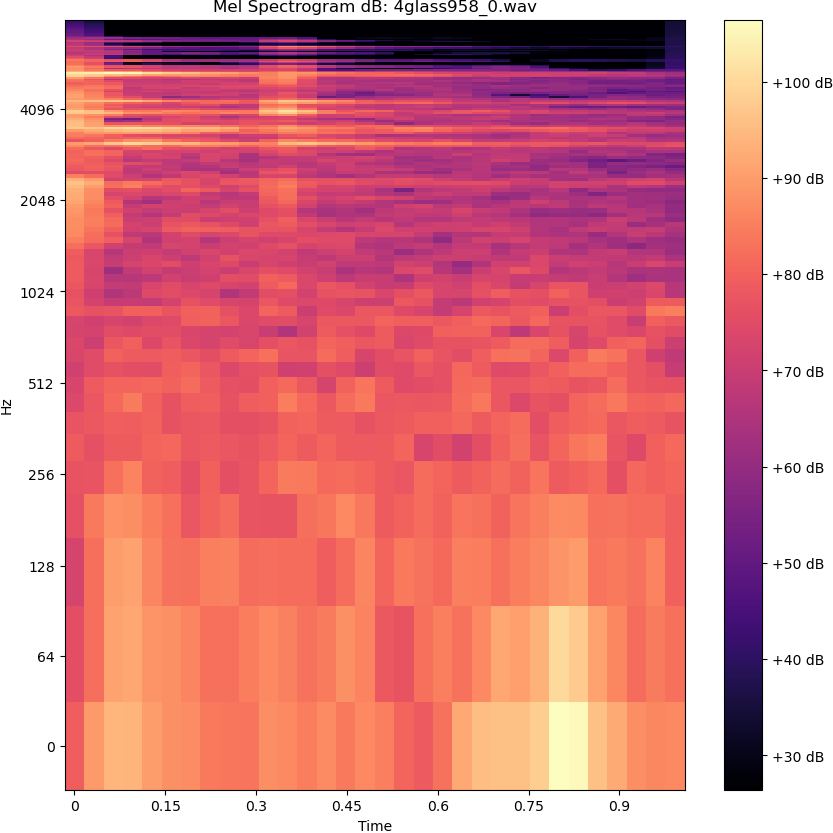 Mel Spectrogram dB: 4glass958_0.wav
4096
2048
1024
512
256
128
64
0
Hz
0 0.15 0.3 0.45 0.6 0.75 0.9
Time
+100 dB
+90 dB
+80 dB
+70 dB
+60 dB
+50 dB
+40 dB
+30 dB